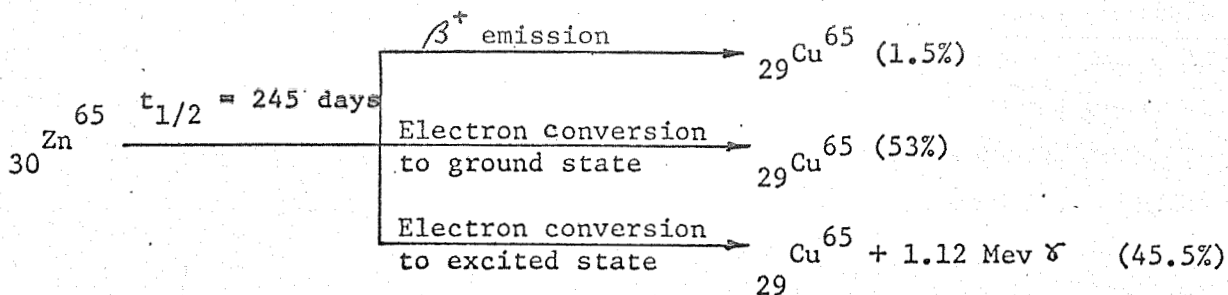 β⁺ emission
₂₉Cu⁶⁵ (1.5%)
₃₀Zn⁶⁵ t₁/₂ = 245 days
Electron conversion
to ground state
₂₉Cu⁶⁵ (53%)
Electron conversion
to excited state
₂₉Cu⁶⁵ + 1.12 Mev γ (45.5%)